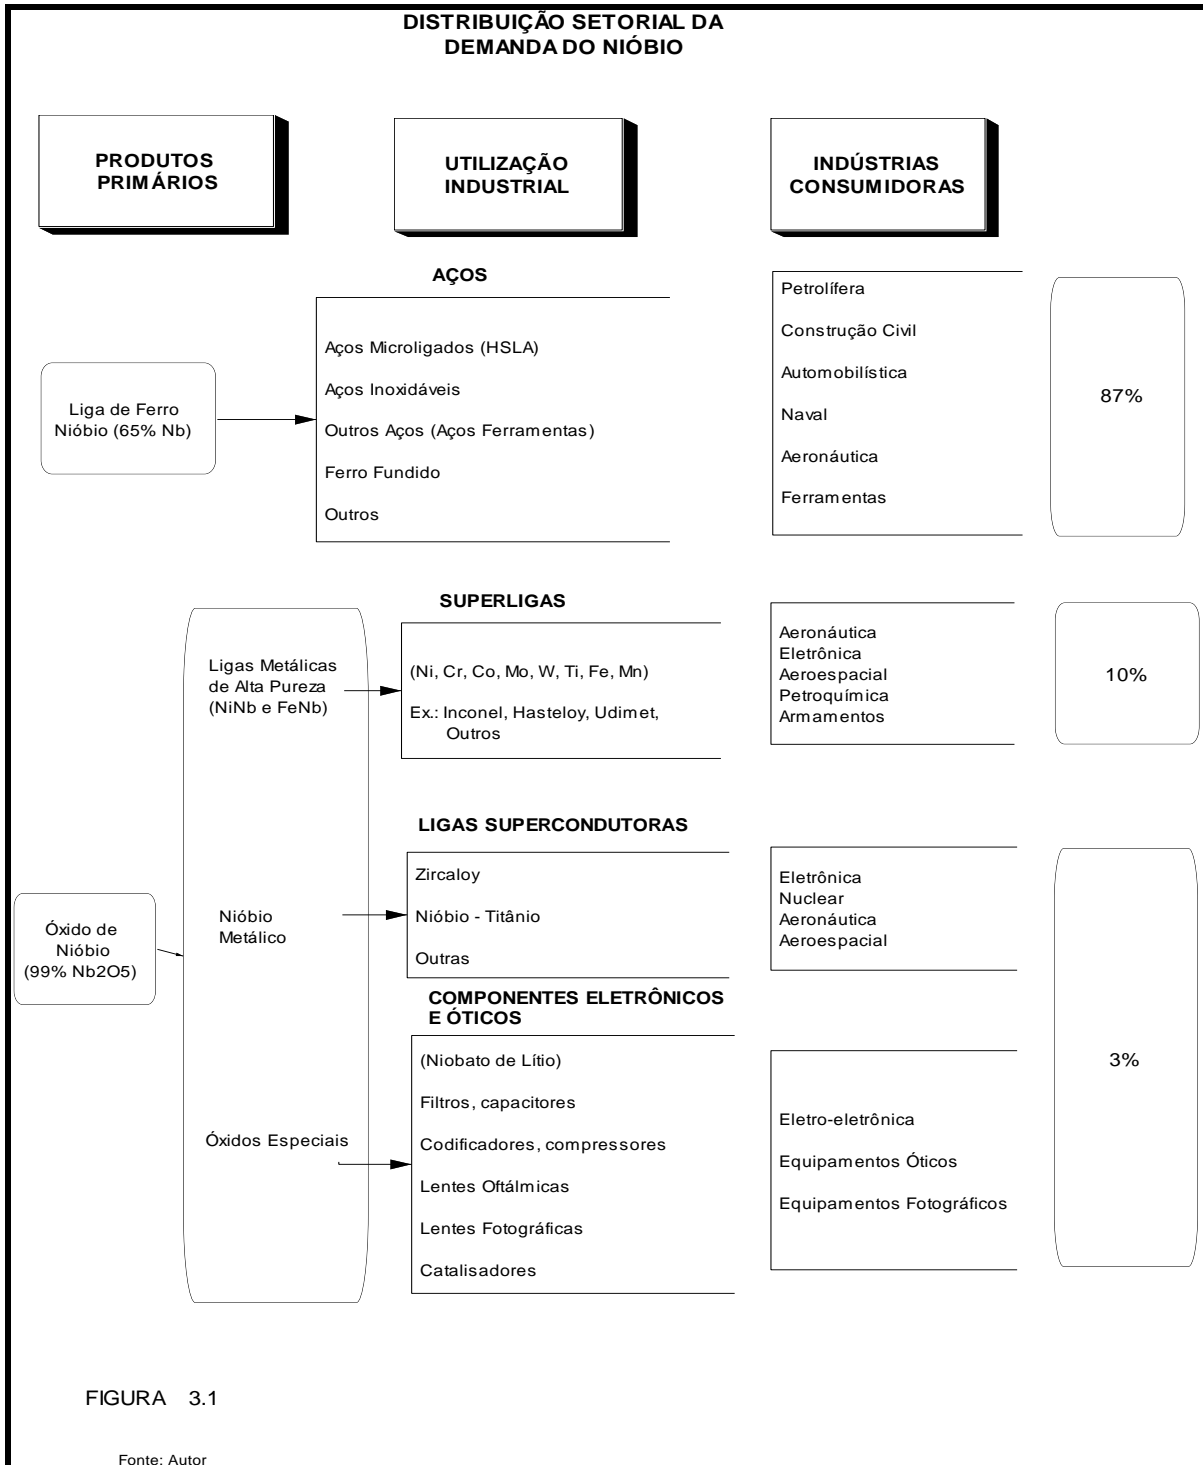 DISTRIBUIÇÃO SETORIAL DA
DEMANDA DO NIÓBIO
PRODUTOS
PRIMÁRIOS
UTILIZAÇÃO
INDUSTRIAL
INDÚSTRIAS
CONSUMIDORAS
Liga de Ferro
Nióbio (65% Nb)
AÇOS
Aços Microligados (HSLA)
Aços Inoxidáveis
Outros Aços (Aços Ferramentas)
Ferro Fundido
Outros
Petrolífera
Construção Civil
Automobilística
Naval
Aeronáutica
Ferramentas
87%
Óxido de
Nióbio
(99% Nb2O5)
Ligas Metálicas
de Alta Pureza
(NiNb e FeNb)
SUPERLIGAS
(Ni, Cr, Co, Mo, W, Ti, Fe, Mn)
Ex.: Inconel, Hasteloy, Udimet,
Outros
Aeronáutica
Eletrônica
Aeroespacial
Petroquímica
Armamentos
10%
Nióbio
Metálico
LIGAS SUPERCONDUTORAS
Zircaloy
Nióbio - Titânio
Outras
Eletrônica
Nuclear
Aeronáutica
Aeroespacial
Óxidos Especiais
COMPONENTES ELETRÔNICOS
E ÓTICOS
(Niobato de Lítio)
Filtros, capacitores
Codificadores, compressores
Lentes Oftálmicas
Lentes Fotográficas
Catalisadores
Eletro-eletrônica
Equipamentos Óticos
Equipamentos Fotográficos
3%
FIGURA 3.1
Fonte: Autor